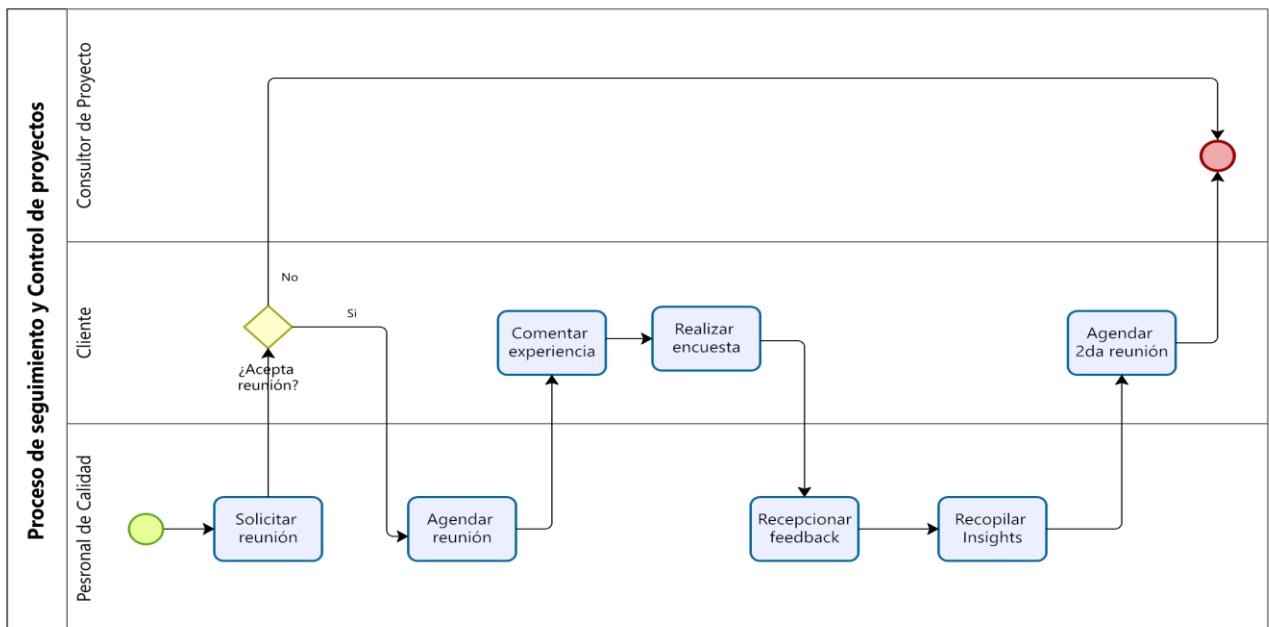 Proceso de seguimiento y Control de proyectos
Consultor de Proyecto
Cliente
Pesronal de Calidad
No
Si
¿Acepta
reunión?
Solicitar
reunión
Agendar
reunión
Comentar
experiencia
Realizar
encuesta
Recepcionar
feedback
Recopilar
Insights
Agendar
2da reunión